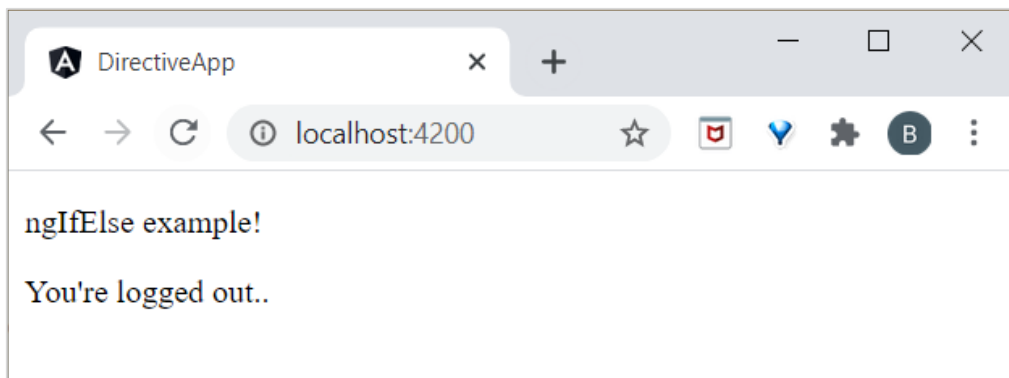 DirectiveApp
localhost:4200
B
ngIfElse example!
You're logged out..